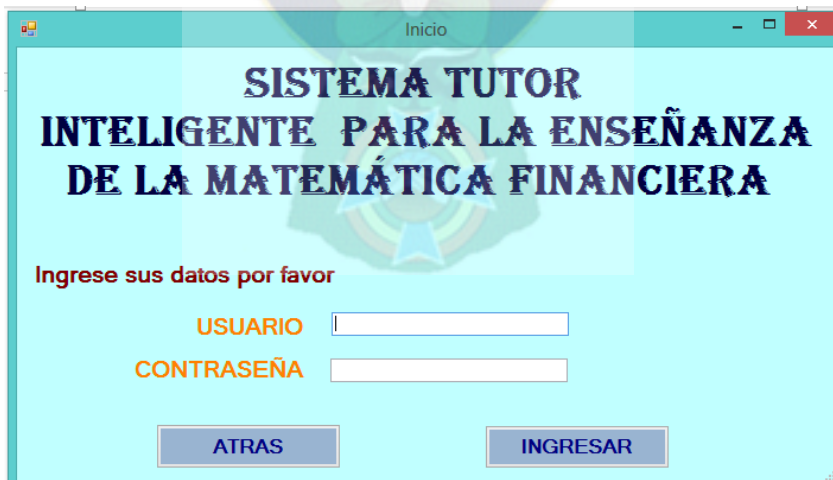 Inicio
SISTEMA TUTOR
INTELIGENTE PARA LA ENSEÑANZA
DE LA MATEMÁTICA FINANCIERA
Ingrese sus datos por favor
USUARIO
CONTRASEÑA
ATRAS INGRESAR